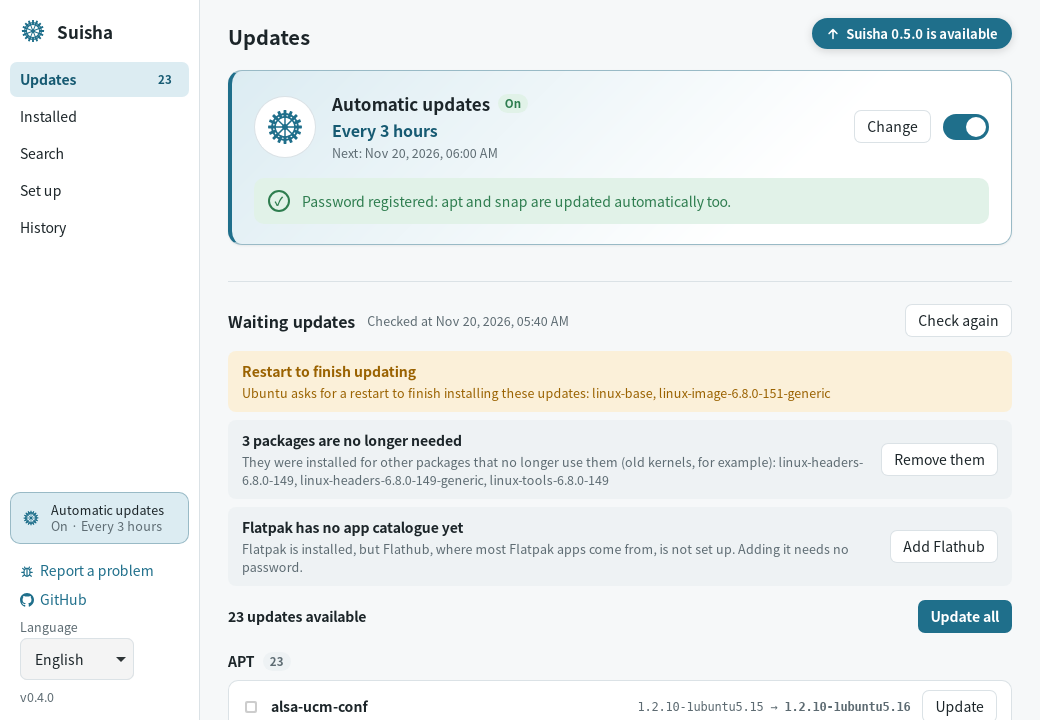 Suisha
Updates 23
Installed
Search
Set up
History
Automatic updates
On · Every 3 hours
Report a problem
GitHub
Language
English
v0.4.0
Updates
↑ Suisha 0.5.0 is available
Automatic updates On
Every 3 hours
Next: Nov 20, 2026, 06:00 AM
Change
Password registered: apt and snap are updated automatically too.
Waiting updates Checked at Nov 20, 2026, 05:40 AM
Check again
Restart to finish updating
Ubuntu asks for a restart to finish installing these updates: linux-base, linux-image-6.8.0-151-generic
3 packages are no longer needed
They were installed for other packages that no longer use them (old kernels, for example): linux-headers-
6.8.0-149, linux-headers-6.8.0-149-generic, linux-tools-6.8.0-149
Remove them
Flatpak has no app catalogue yet
Flatpak is installed, but Flathub, where most Flatpak apps come from, is not set up. Adding it needs no
password.
Add Flathub
23 updates available
Update all
APT 23
alsa-ucm-conf 1.2.10-1ubuntu5.15 → 1.2.10-1ubuntu5.16 Update